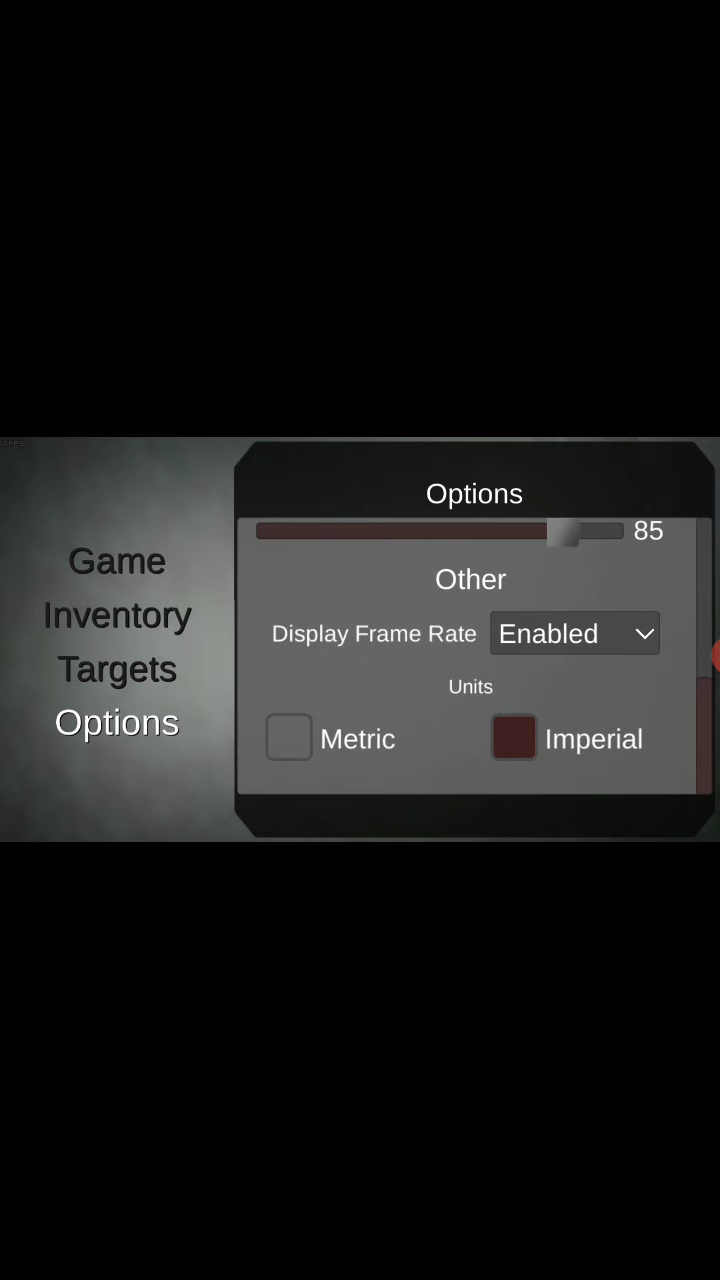 Options
85
Other
Display Frame Rate Enabled
Units
Metric Imperial
Game
Inventory
Targets
Options